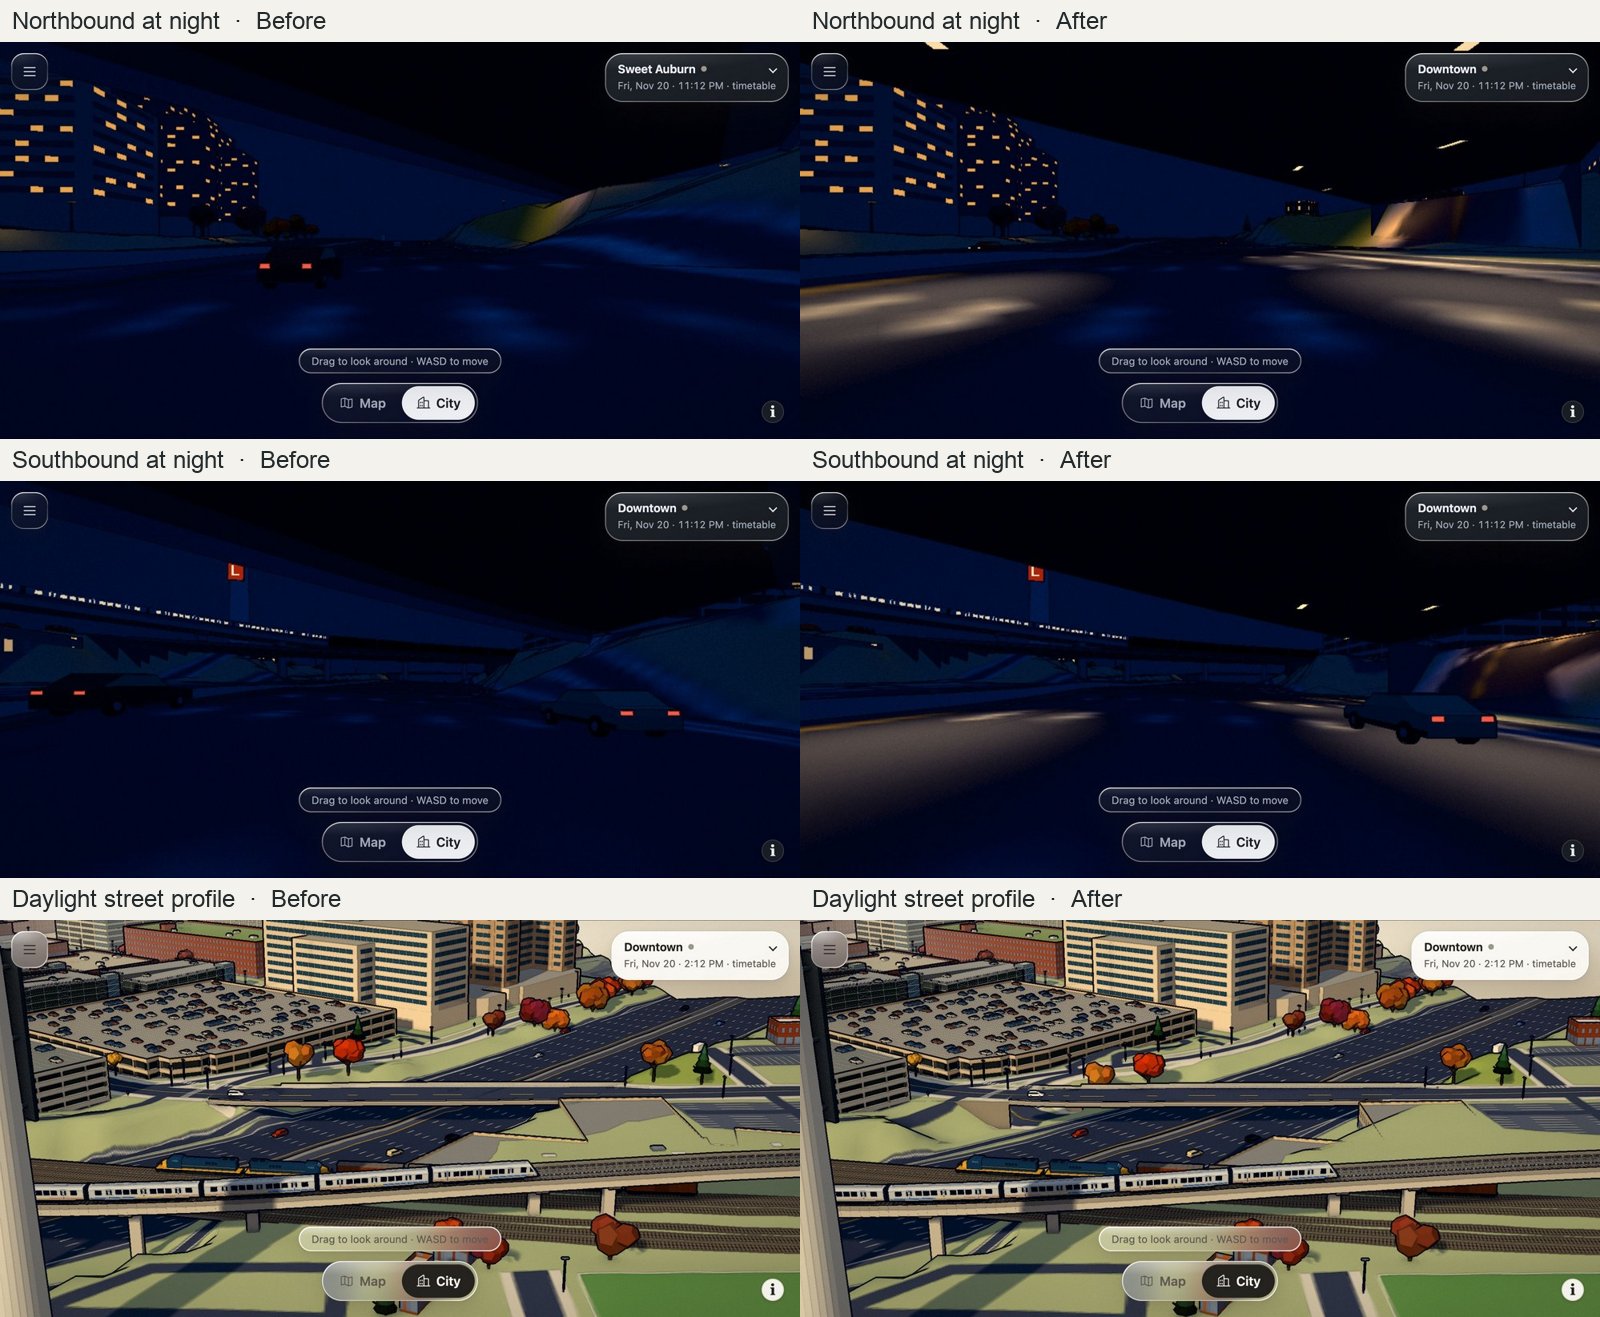 Northbound at night · Before
Northbound at night · After
Sweet Auburn
Fri, Nov 20 · 11:12 PM · timetable
Drag to look around · WASD to move
Map
City
i
Downtown
Fri, Nov 20 · 11:12 PM · timetable
Drag to look around · WASD to move
Map
City
i
Southbound at night · Before
Southbound at night · After
Downtown
Fri, Nov 20 · 11:12 PM · timetable
L
Drag to look around · WASD to move
Map
City
i
Downtown
Fri, Nov 20 · 11:12 PM · timetable
L
Drag to look around · WASD to move
Map
City
i
Daylight street profile · Before
Daylight street profile · After
Downtown
Fri, Nov 20 · 2:12 PM · timetable
Drag to look around · WASD to move
Map
City
i
Downtown
Fri, Nov 20 · 2:12 PM · timetable
Drag to look around · WASD to move
Map
City
i